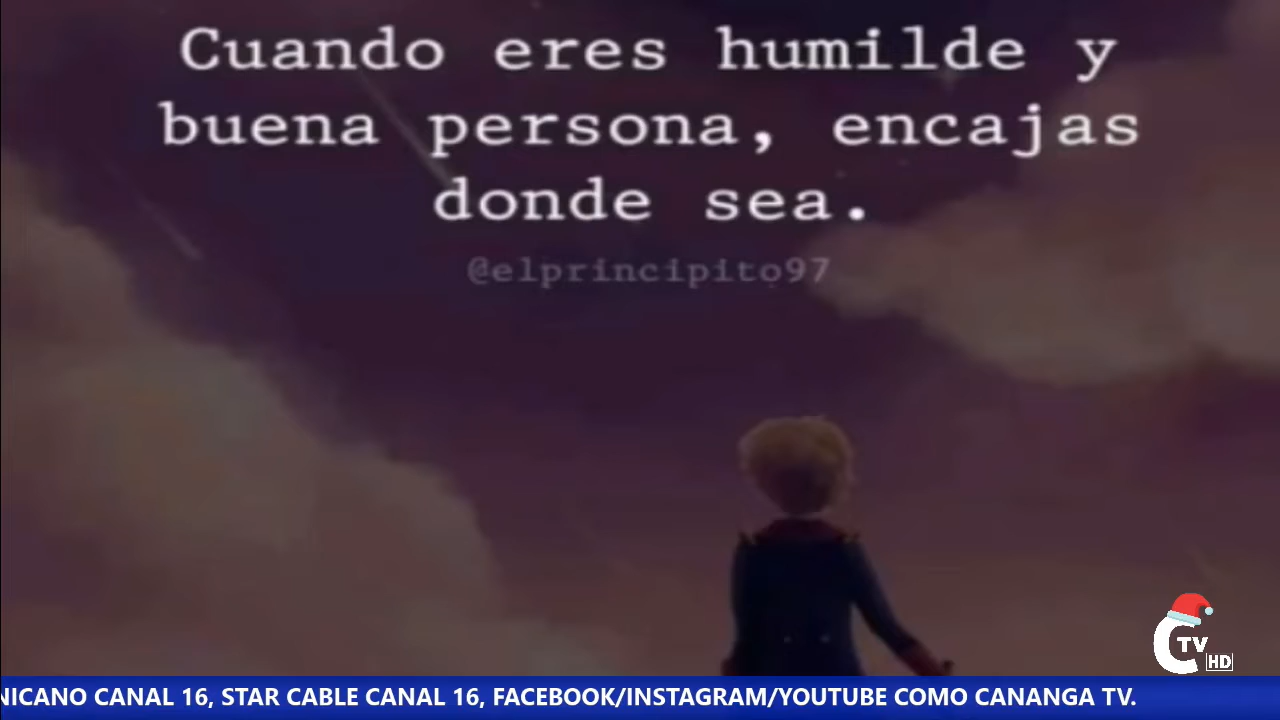 Cuando eres humilde y
buena persona, encajas
donde sea.
@elprincipito97
CTV
HD
NICANO CANAL 16, STAR CABLE CANAL 16, FACEBOOK/INSTAGRAM/YOUTUBE COMO CANANGA TV.